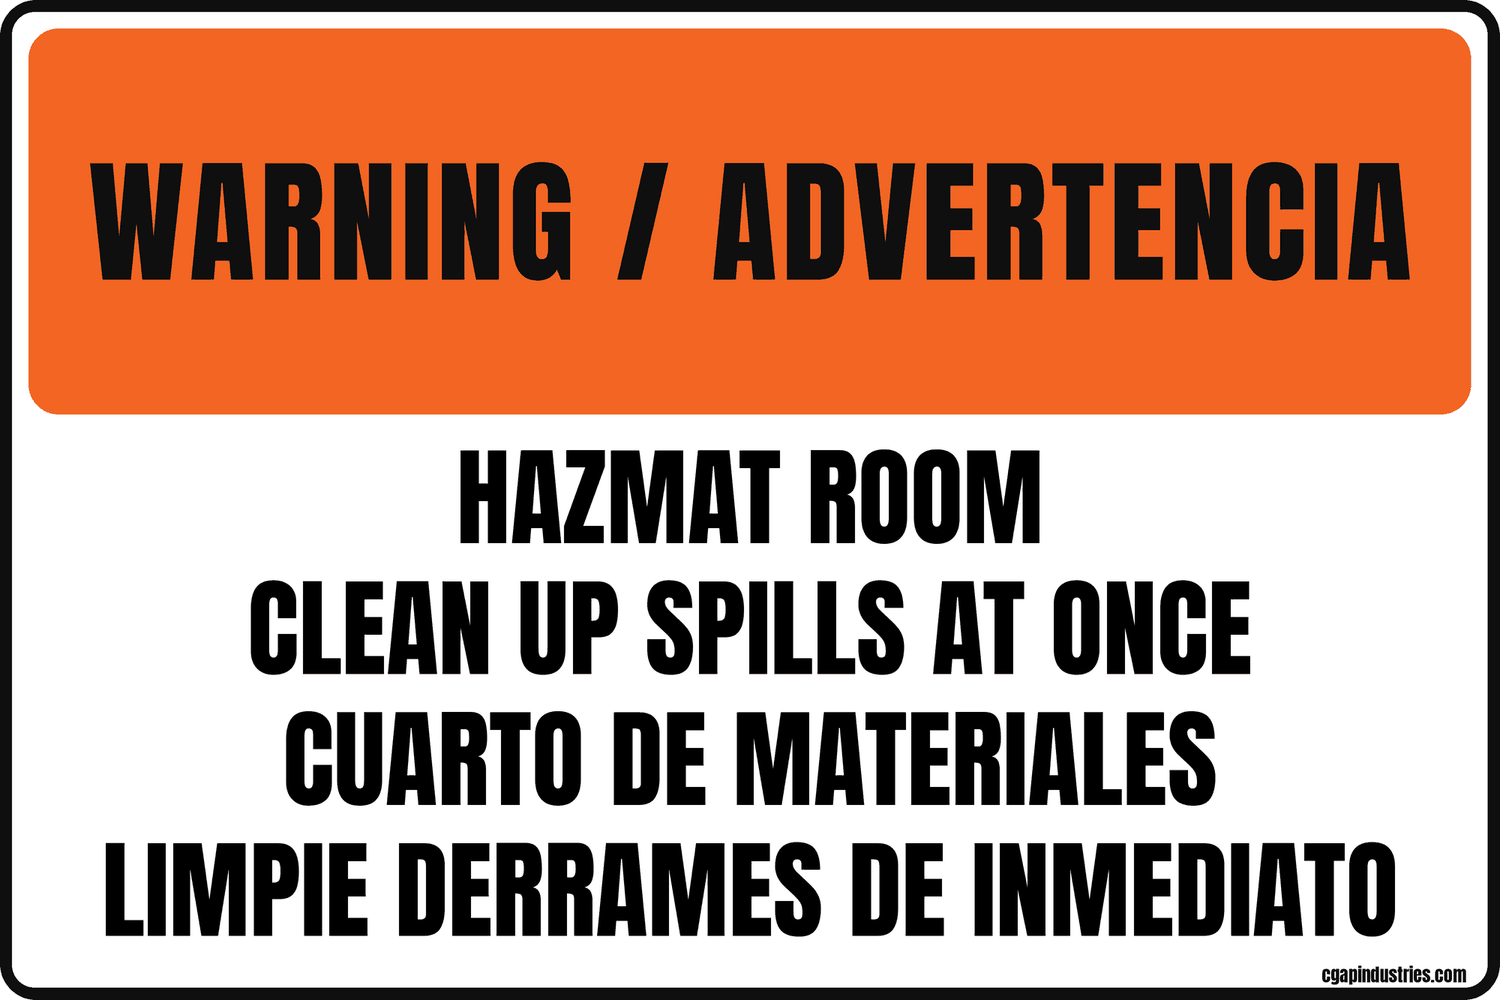 WARNING / ADVERTENCIA
HAZMAT ROOM
CLEAN UP SPILLS AT ONCE
CUARTO DE MATERIALES
LIMPIE DERRAMES DE INMEDIATO
cgapindustries.com